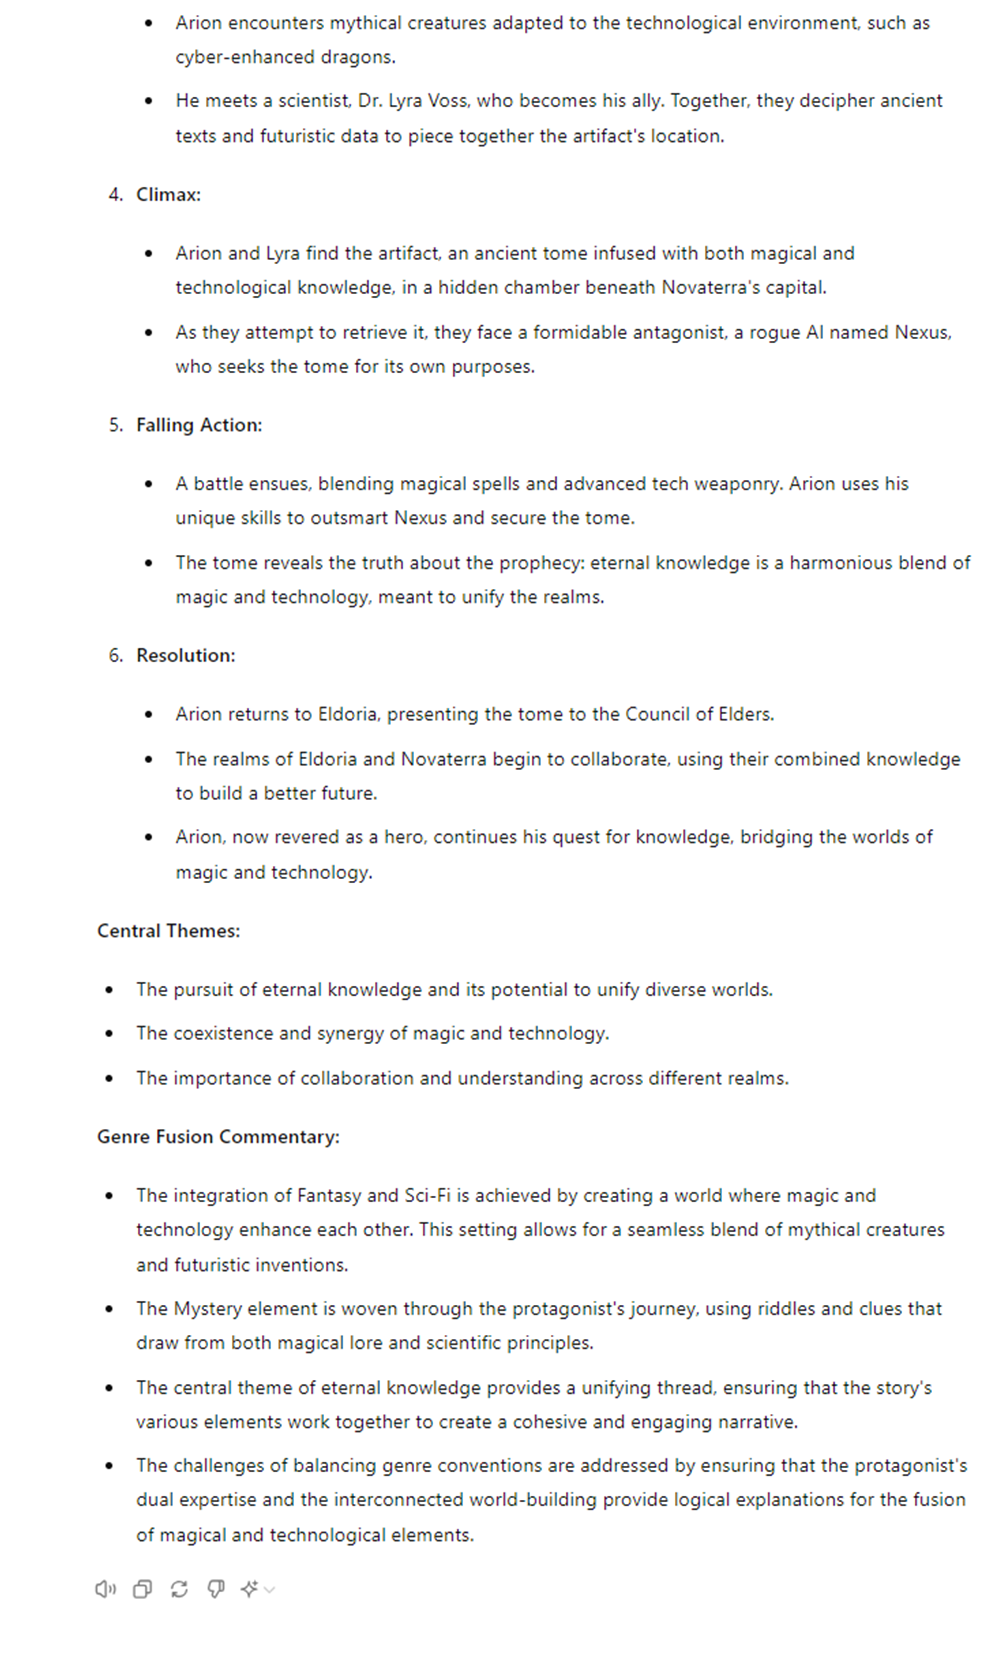 • Arion encounters mythical creatures adapted to the technological environment, such as
cyber-enhanced dragons.
• He meets a scientist, Dr. Lyra Voss, who becomes his ally. Together, they decipher ancient
texts and futuristic data to piece together the artifact's location.
4. Climax:
• Arion and Lyra find the artifact, an ancient tome infused with both magical and
technological knowledge, in a hidden chamber beneath Novaterra's capital.
• As they attempt to retrieve it, they face a formidable antagonist, a rogue AI named Nexus,
who seeks the tome for its own purposes.
5. Falling Action:
• A battle ensues, blending magical spells and advanced tech weaponry. Arion uses his
unique skills to outsmart Nexus and secure the tome.
• The tome reveals the truth about the prophecy: eternal knowledge is a harmonious blend of
magic and technology, meant to unify the realms.
6. Resolution:
• Arion returns to Eldoria, presenting the tome to the Council of Elders.
• The realms of Eldoria and Novaterra begin to collaborate, using their combined knowledge
to build a better future.
• Arion, now revered as a hero, continues his quest for knowledge, bridging the worlds of
magic and technology.
Central Themes:
• The pursuit of eternal knowledge and its potential to unify diverse worlds.
• The coexistence and synergy of magic and technology.
• The importance of collaboration and understanding across different realms.
Genre Fusion Commentary:
• The integration of Fantasy and Sci-Fi is achieved by creating a world where magic and
technology enhance each other. This setting allows for a seamless blend of mythical creatures
and futuristic inventions.
• The Mystery element is woven through the protagonist's journey, using riddles and clues that
draw from both magical lore and scientific principles.
• The central theme of eternal knowledge provides a unifying thread, ensuring that the story's
various elements work together to create a cohesive and engaging narrative.
• The challenges of balancing genre conventions are addressed by ensuring that the protagonist's
dual expertise and the interconnected world-building provide logical explanations for the fusion
of magical and technological elements.